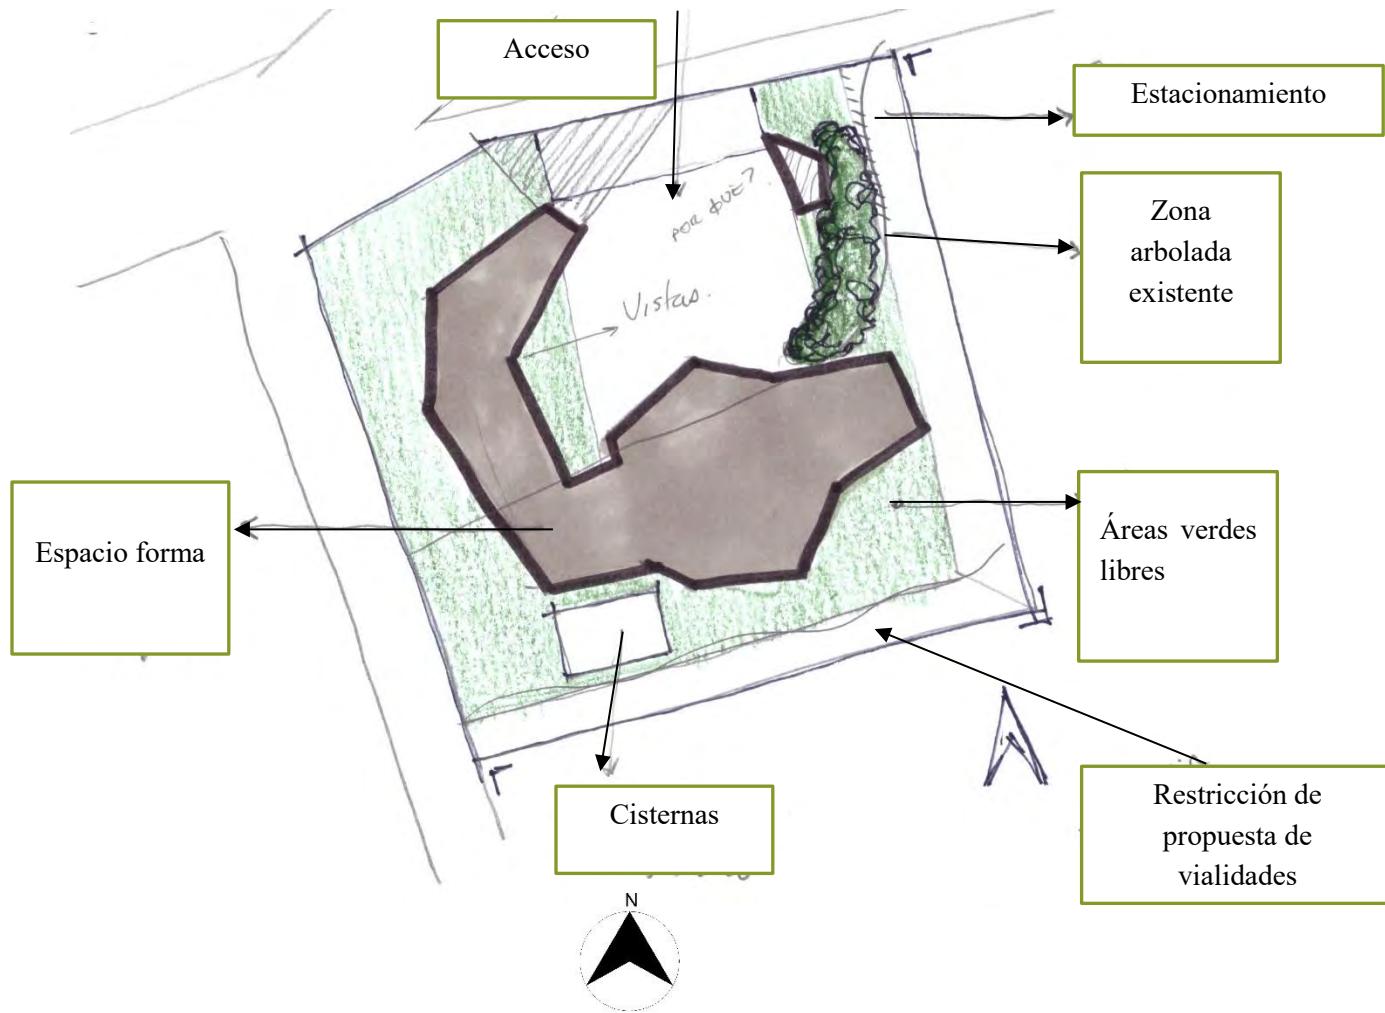 Acceso
Estacionamiento
Zona
arbolada
existente
POR QUE?
Vistas.
Espacio forma
Áreas verdes
libres
Cisternas
Restricción de
propuesta de
vialidades
N